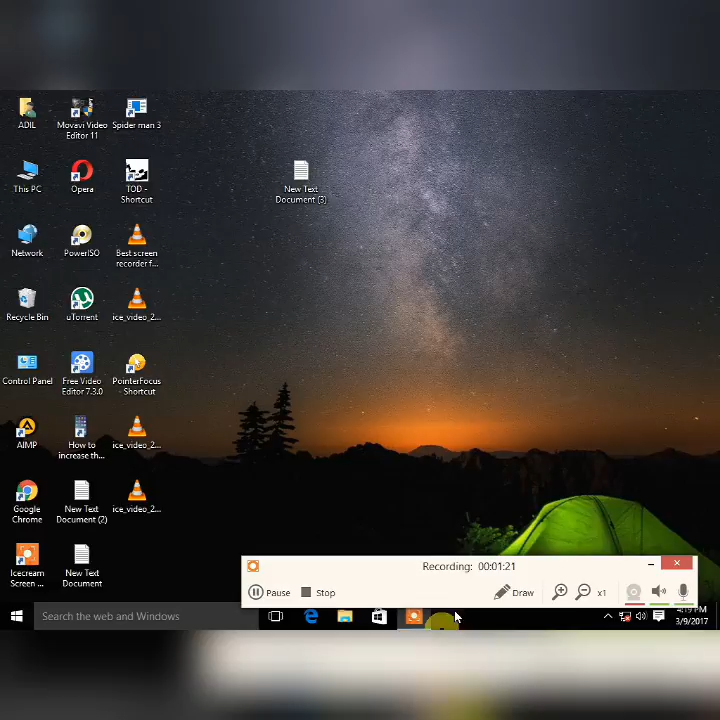 ADIL
Movavi Video
Editor 11
Spider man 3
This PC
Opera
TOD -
Shortcut
New Text
Document (3)
Network
PowerISO
Best screen
recorder f...
Recycle Bin
uTorrent
ice_video_2...
Control Panel
Free Video
Editor 7.3.0
PointerFocus
- Shortcut
AIMP
How to
increase th...
ice_video_2...
Google
Chrome
New Text
Document (2)
ice_video_2...
Icecream
Screen ...
New Text
Document
Recording: 00:01:21
Pause
Stop
Draw
x1
Search the web and Windows
4:19 PM
3/9/2017